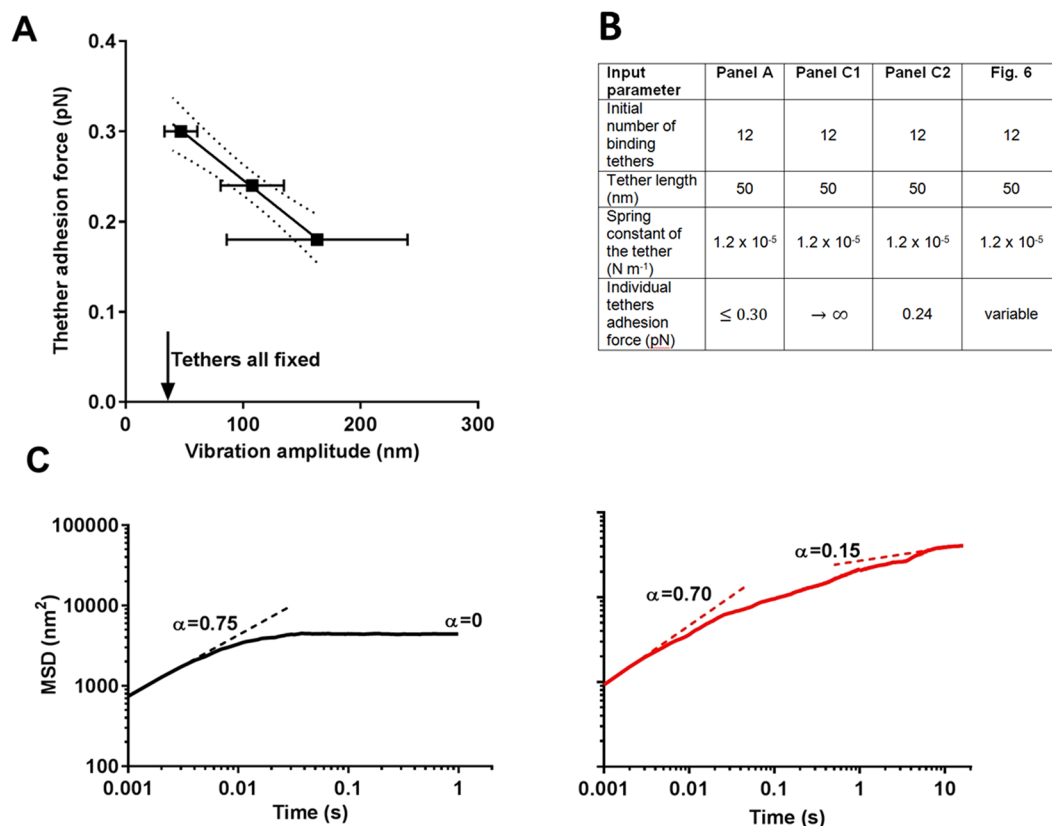 A
0.4
0.3
0.2
0.1
0.0
Thether adhesion force (pN)
Tethers all fixed
0 100 200 300
Vibration amplitude (nm)
B
Input parameter Panel A Panel C1 Panel C2 Fig. 6
Initial number of binding tethers 12 12 12 12
Tether length (nm) 50 50 50 50
Spring constant of the tether (N m⁻¹) 1.2 x 10⁻⁵ 1.2 x 10⁻⁵ 1.2 x 10⁻⁵ 1.2 x 10⁻⁵
Individual tethers adhesion force (pN) ≤ 0.30 → ∞ 0.24 variable
C
100000
10000
1000
100
MSD (nm²)
α=0.75
α=0
0.001 0.01 0.1 1
Time (s)
α=0.70
α=0.15
0.001 0.01 0.1 1 10
Time (s)